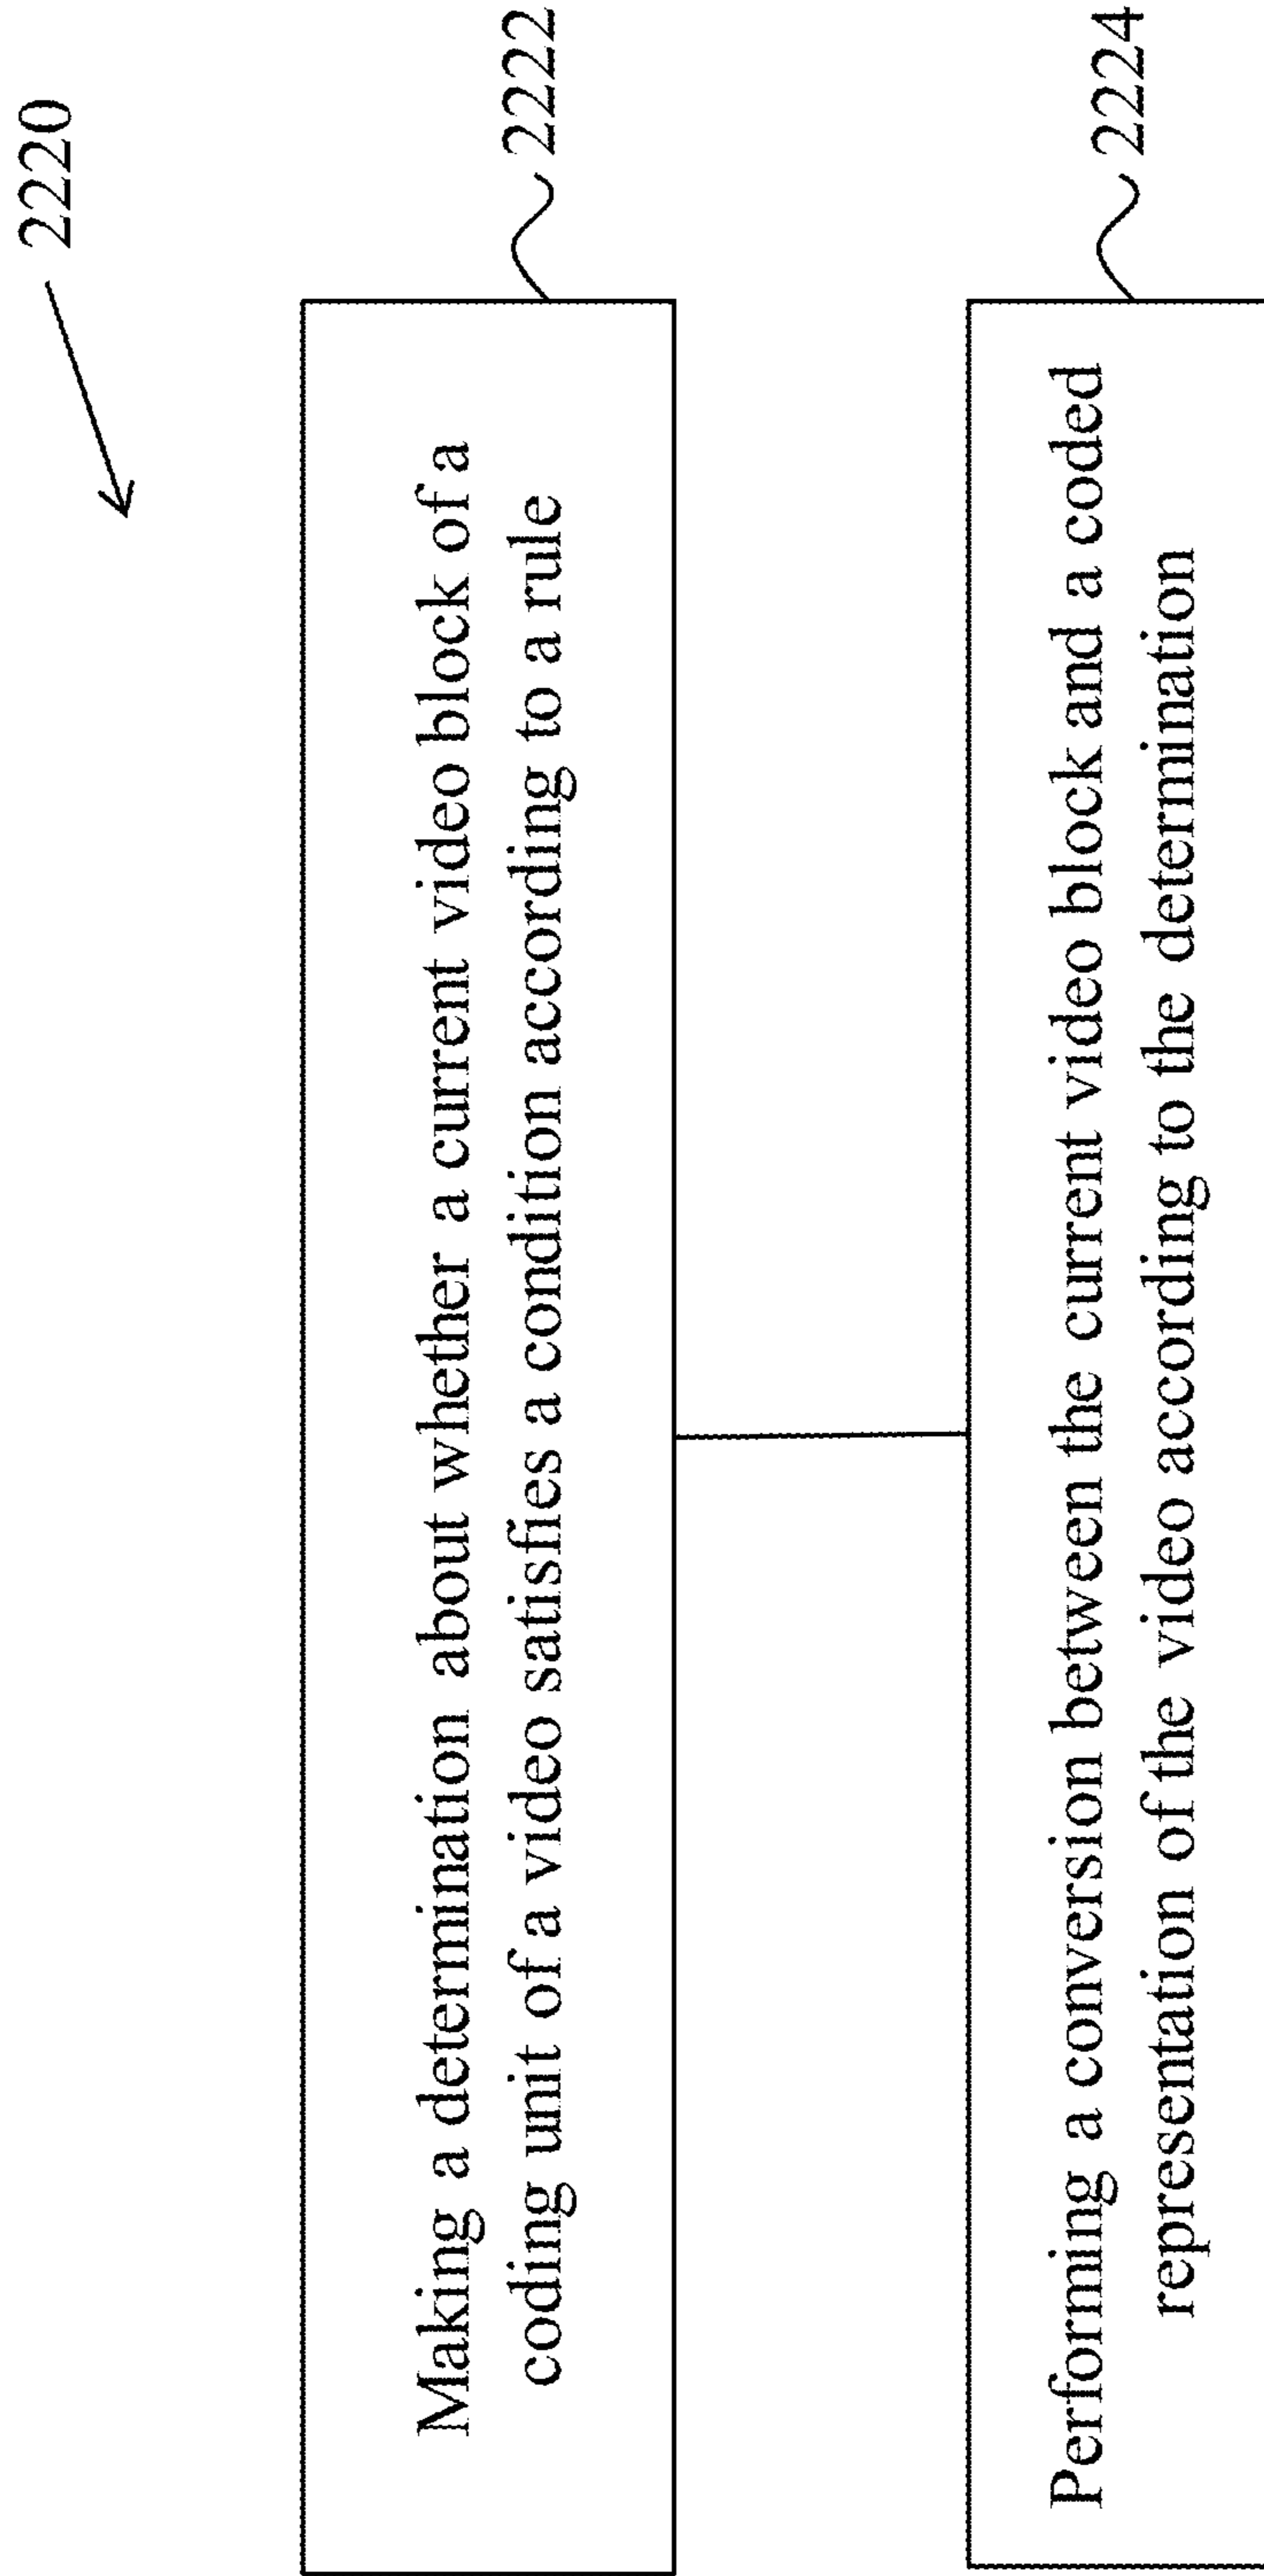 2220
Making a determination about whether a current video block of a
coding unit of a video satisfies a condition according to a rule
2222
Performing a conversion between the current video block and a coded
representation of the video according to the determination
2224